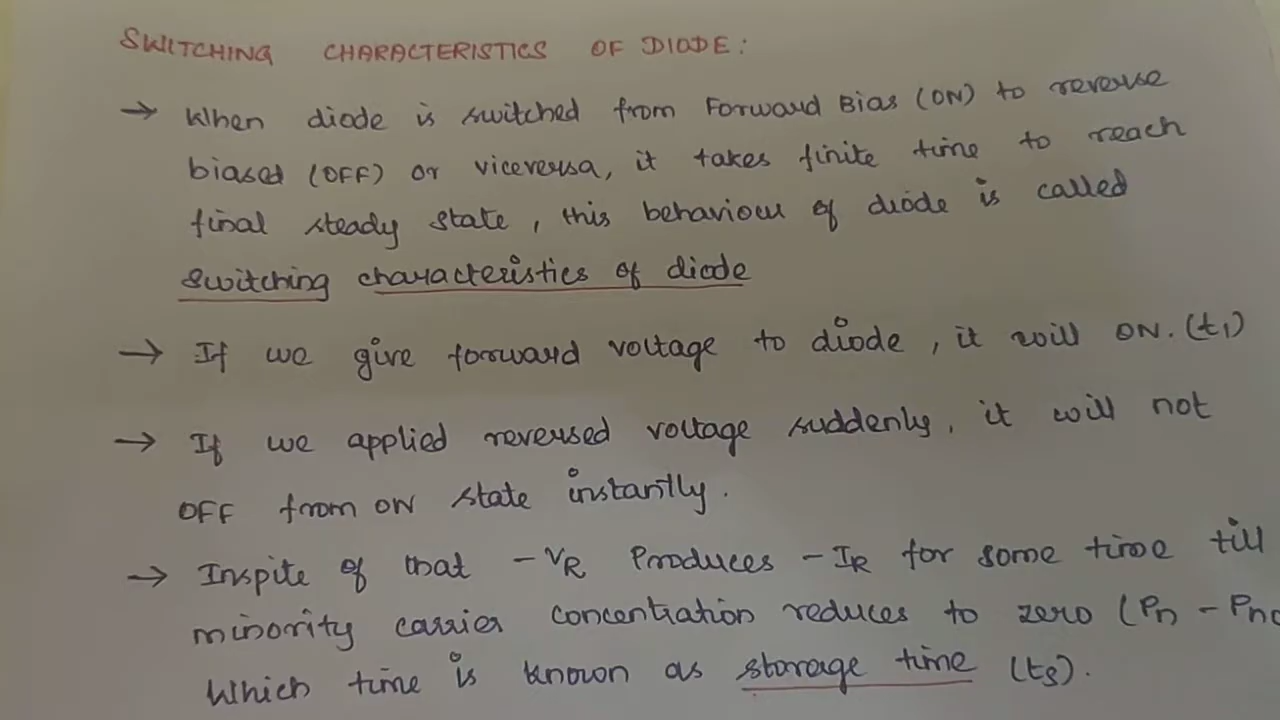 SWITCHING CHARACTERISTICS OF DIODE:
→ When diode is switched from Forward Bias (ON) to reverse
biased (OFF) or viceversa, it takes finite time to reach
final steady state, this behaviour of diode is called
switching characteristics of diode
→ If we give forward voltage to diode, it will ON. (t₁)
→ If we applied reversed voltage suddenly, it will not
OFF from ON state instantly.
→ Inspite of that -VR Produces -IR for some time till
minority carrier concentration reduces to zero (Pn - Pno
Which time is known as storage time (ts).